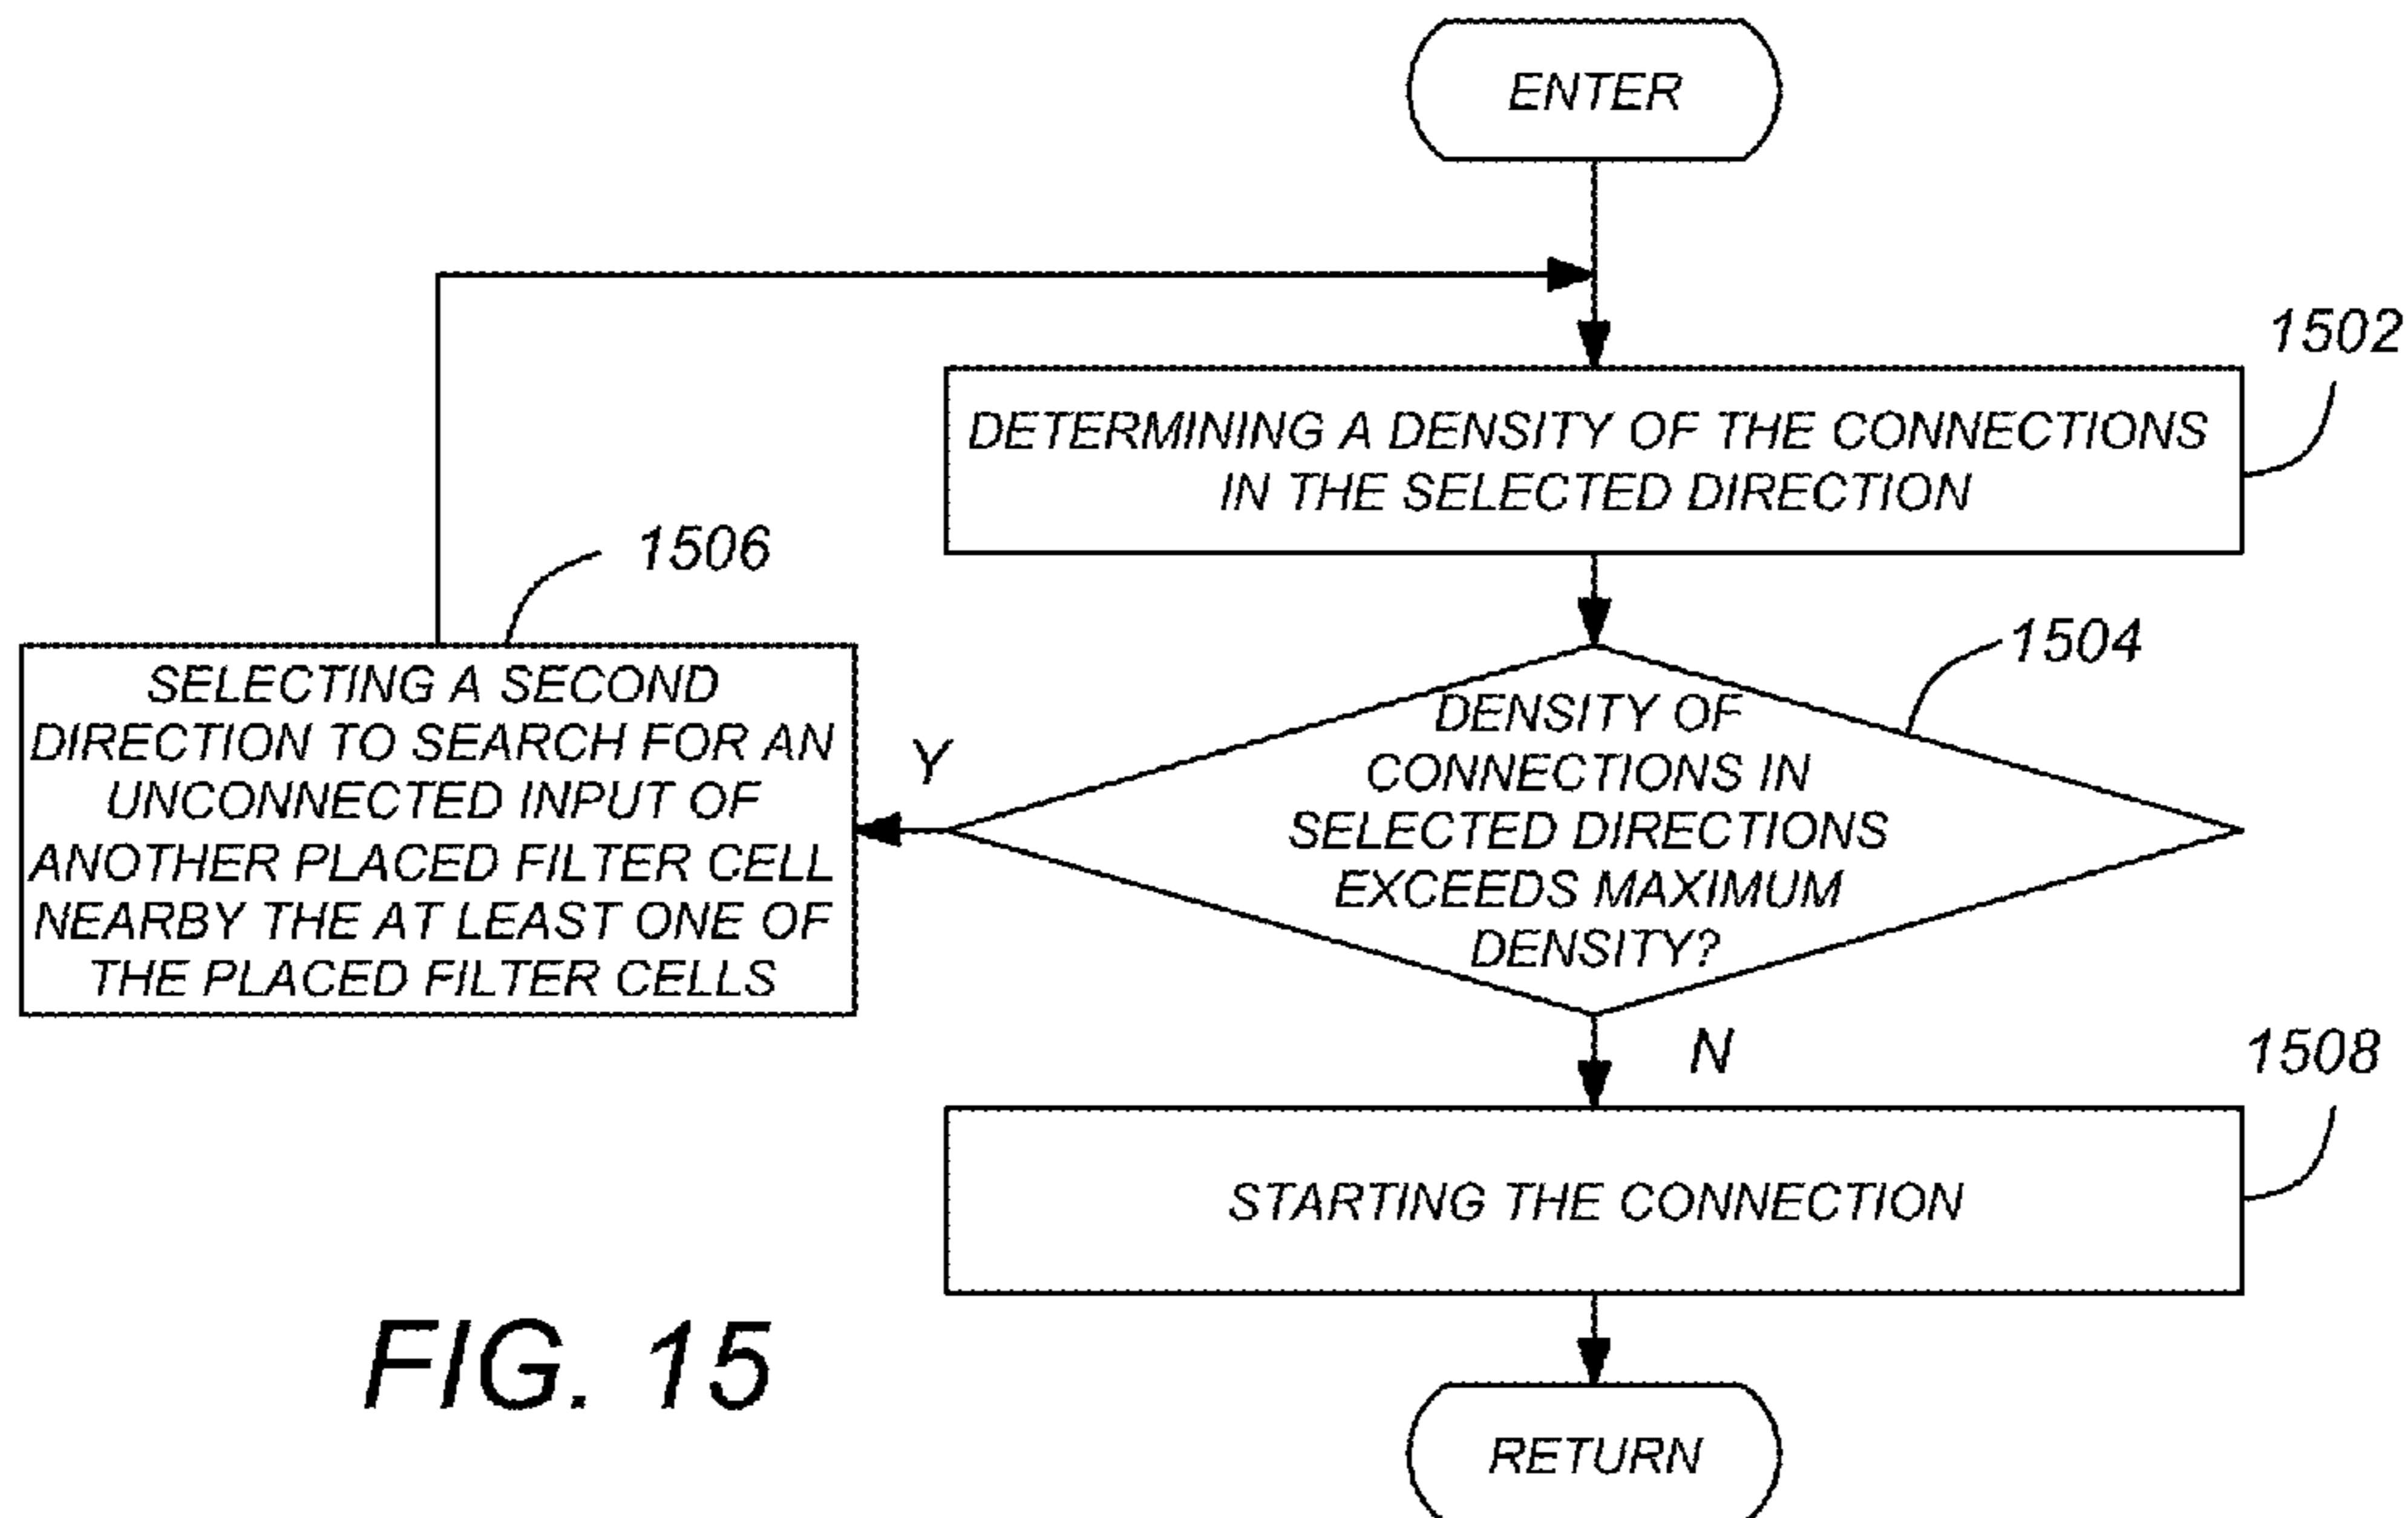 ENTER
1502
DETERMINING A DENSITY OF THE CONNECTIONS
IN THE SELECTED DIRECTION
1506
1504
SELECTING A SECOND
DIRECTION TO SEARCH FOR AN
UNCONNECTED INPUT OF
ANOTHER PLACED FILTER CELL
NEARBY THE AT LEAST ONE OF
THE PLACED FILTER CELLS
Y
DENSITY OF
CONNECTIONS IN
SELECTED DIRECTIONS
EXCEEDS MAXIMUM
DENSITY?
N
1508
STARTING THE CONNECTION
FIG. 15
RETURN